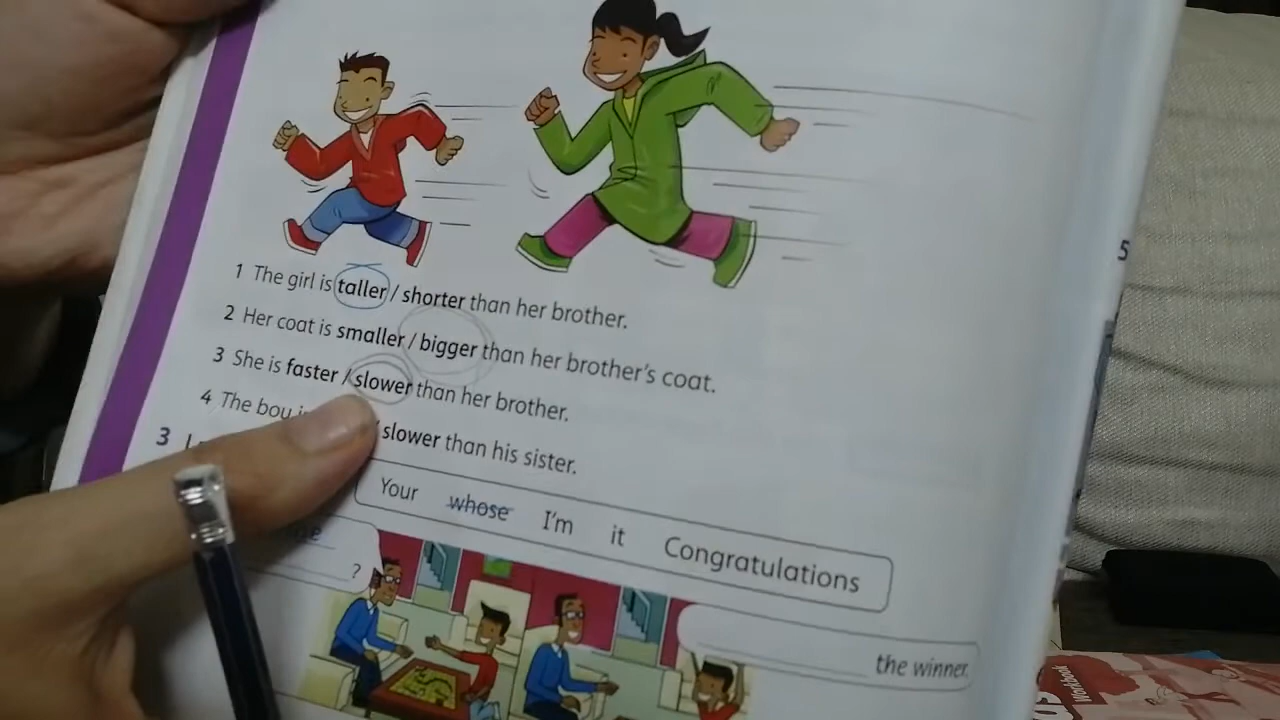 1 The girl is taller / shorter than her brother.
2 Her coat is smaller / bigger than her brother's coat.
3 She is faster / slower than her brother.
4 The boy / slower than his sister.
3
Your whose I'm it Congratulations
?
the winner.
5
Workbook